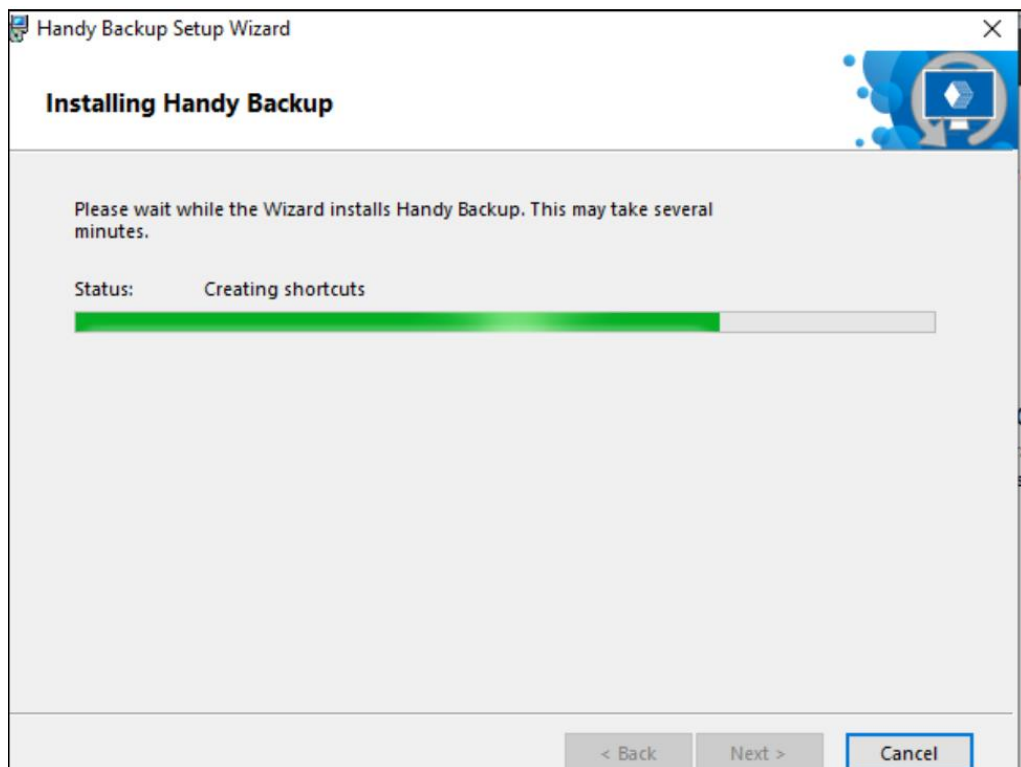 Handy Backup Setup Wizard
Installing Handy Backup
Please wait while the Wizard installs Handy Backup. This may take several
minutes.
Status: Creating shortcuts
< Back Next > Cancel